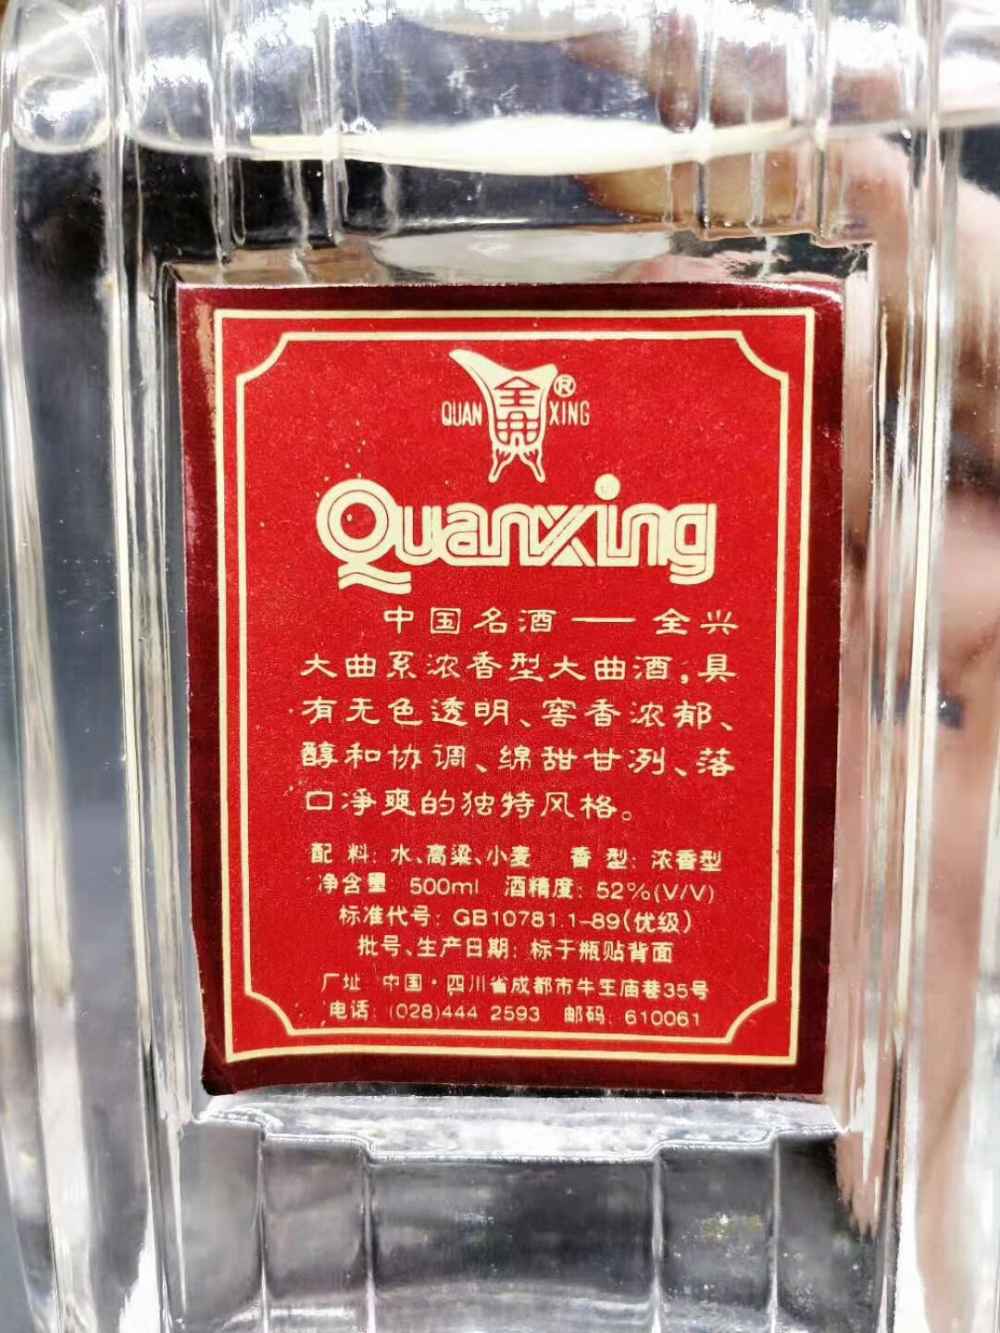 QUAN 全兴 ® XING
Quanxing
中国名酒——全兴
大曲系浓香型大曲酒,具
有无色透明、窖香浓郁、
醇和协调、绵甜甘洌、落
口净爽的独特风格。
配 料: 水、高粱、小麦 香 型: 浓香型
净含量 500ml 酒精度: 52%(V/V)
标准代号: GB10781.1-89(优级)
批号、生产日期: 标于瓶贴背面
厂址 中国·四川省成都市牛王庙巷35号
电话: (028)444 2593 邮码: 610061